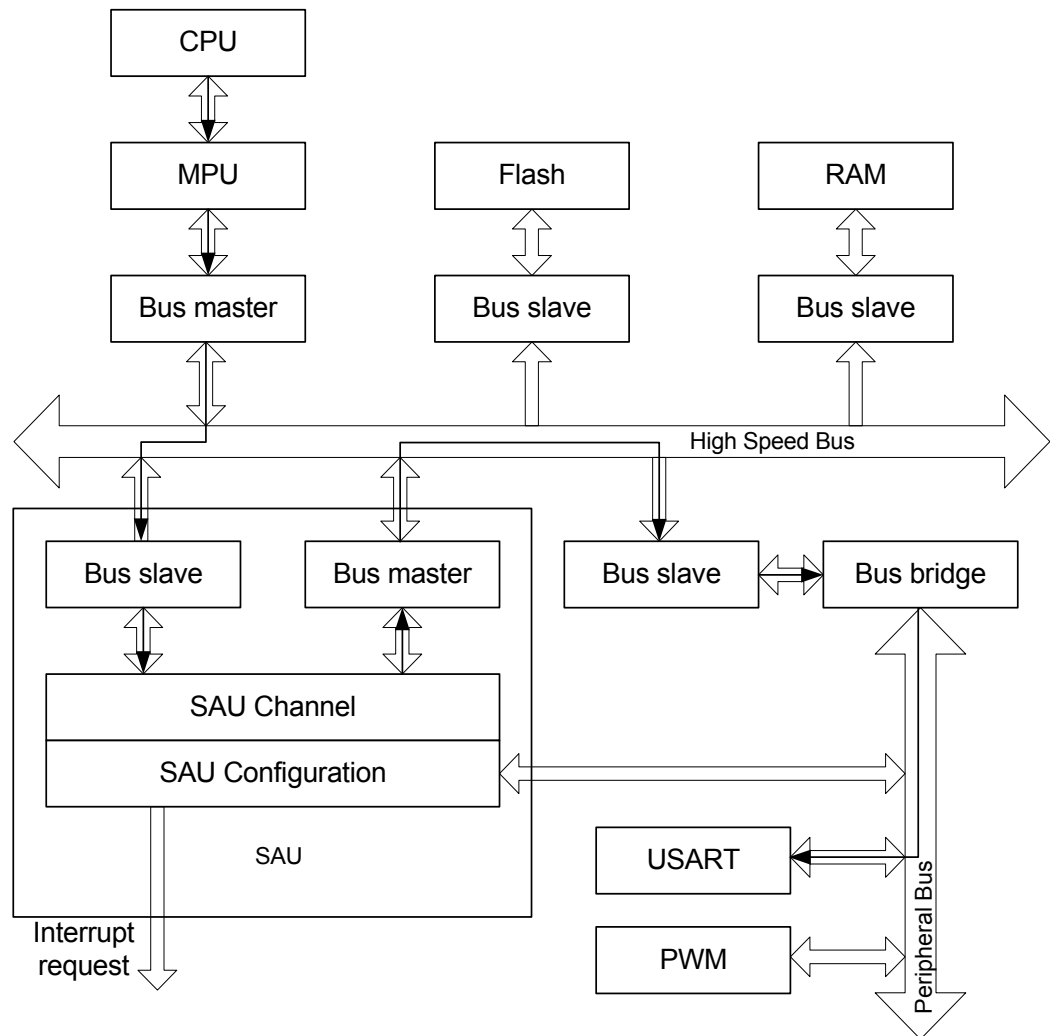 CPU
MPU
Flash
RAM
Bus master
Bus slave
Bus slave
High Speed Bus
Bus slave
Bus master
Bus slave
Bus bridge
SAU Channel
SAU Configuration
SAU
USART
Interrupt
request
PWM
Peripheral Bus